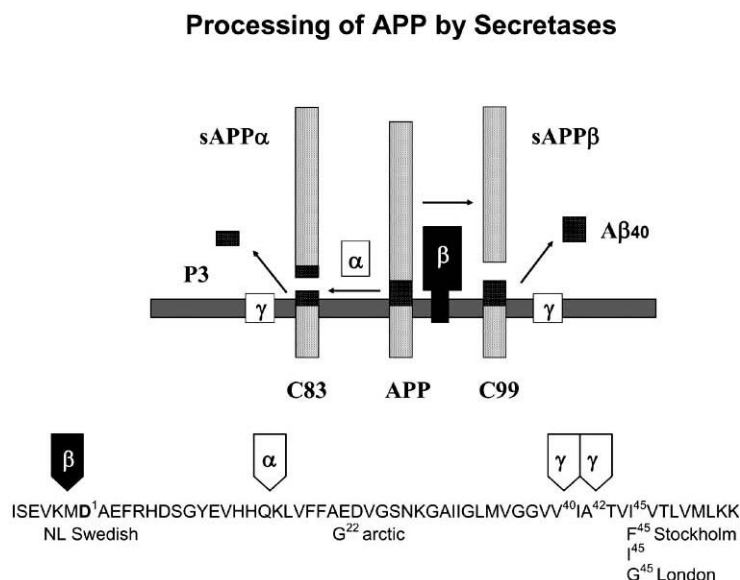 Processing of APP by Secretases
sAPPα
sAPPβ
α
β
Aβ40
P3
γ
γ
C83
APP
C99
β
α
γ
γ
ISEVKMD¹AEFRHDSGYEVHHQKLVFFAEDVGSNKGAIIGLMVGGVV⁴⁰IA⁴²TVI⁴⁵VTLVMLKK
NL Swedish
G²² arctic
F⁴⁵ Stockholm
I⁴⁵
G⁴⁵ London